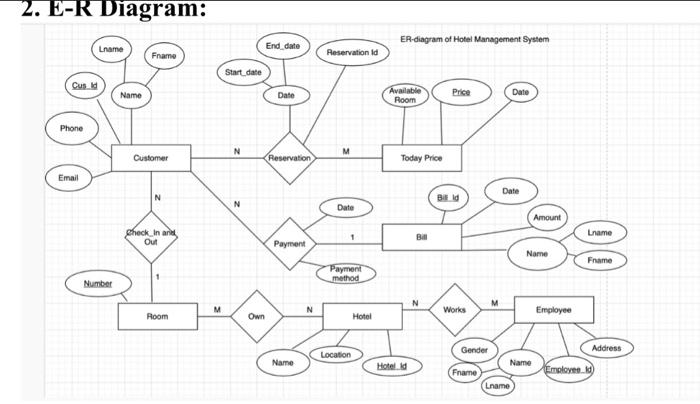 2. E-R Diagram:
ER-diagram of Hotel Management System
Lname
Fname
End_date
Reservation Id
Start_date
Cus_Id
Name
Date
Available
Room
Price
Date
Phone
Customer
N
Reservation
M
Today Price
Email
N
N
Date
Bill_Id
Date
Amount
Check_In and
Out
Payment
1
Bill
Name
Lname
Fname
Payment
method
Number
1
Room
M
Own
N
Hotel
N
Works
M
Employee
Name
Location
Hotel_Id
Gender
Fname
Lname
Name
Employee_Id
Address